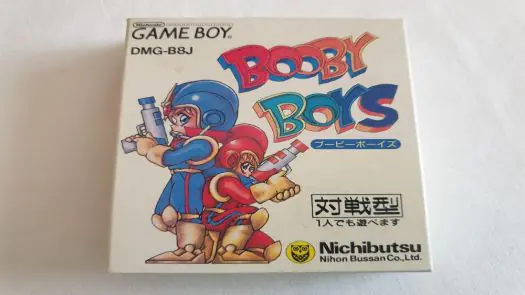 Nintendo
GAME BOY
DMG-B8J
BOOBY
BOYS
ブービーボーイズ
対戦型
1人でも遊べます
Nichibutsu
Nihon Bussan Co., Ltd.